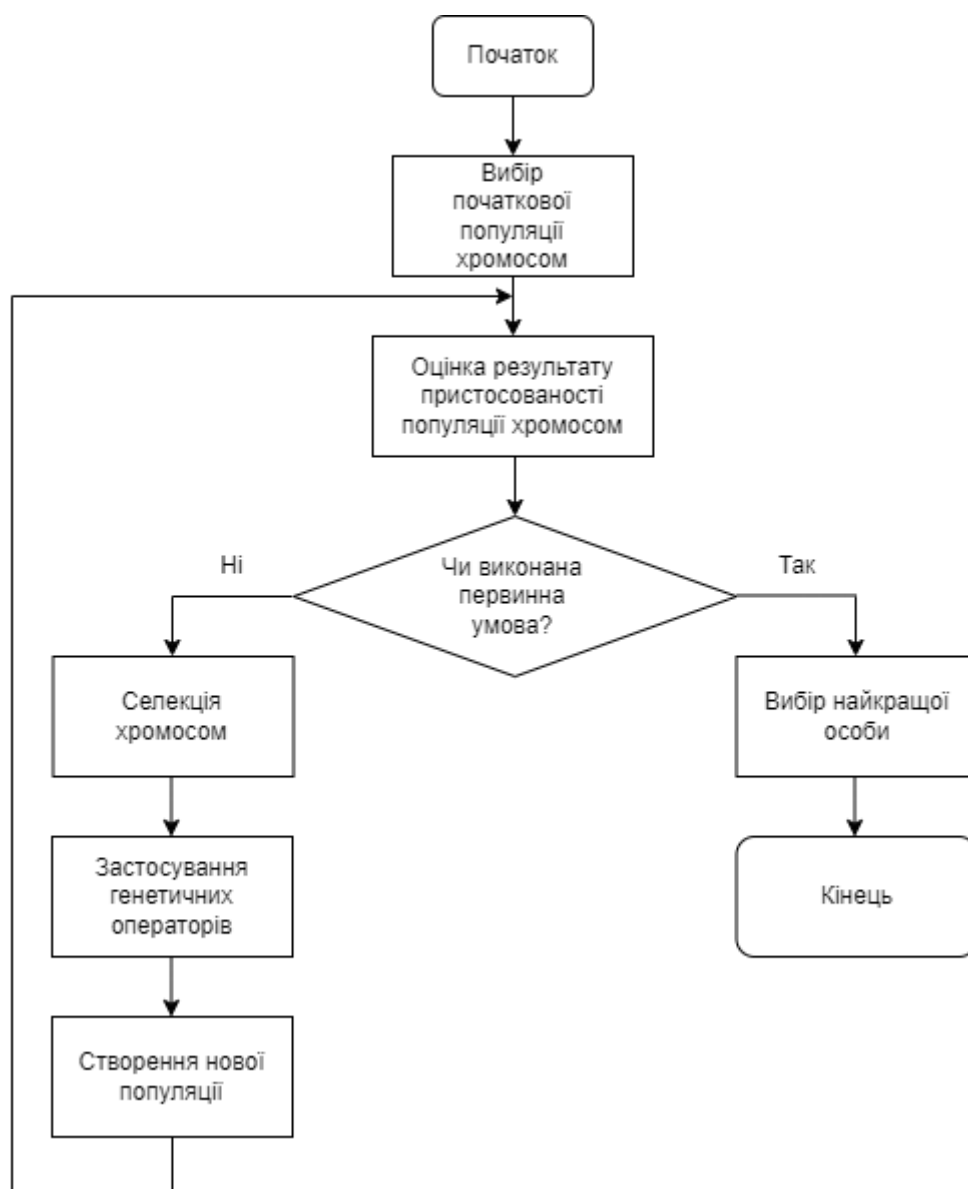 Початок
Вибір
початкової
популяції
хромосом
Оцінка результату
пристосованості
популяції хромосом
Чи виконана
первинна
умова?
Ні
Так
Селекція
хромосом
Вибір найкращої
особи
Застосування
генетичних
операторів
Кінець
Створення нової
популяції